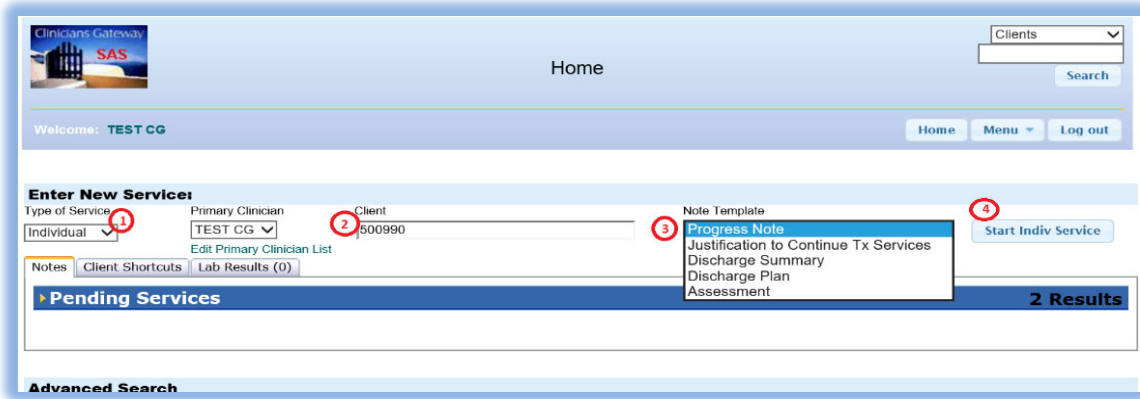 Clinicians Gateway
SAS
Home
Clients
Search
Welcome: TEST CG
Home Menu Log out
Enter New Service:
Type of Service Primary Clinician Client Note Template
1 2 3 4
Individual TEST CG 500990 Progress Note Start Indiv Service
Edit Primary Clinician List Justification to Continue Tx Services
Discharge Summary
Notes Client Shortcuts Lab Results (0) Discharge Plan
Assessment
Pending Services 2 Results
Advanced Search